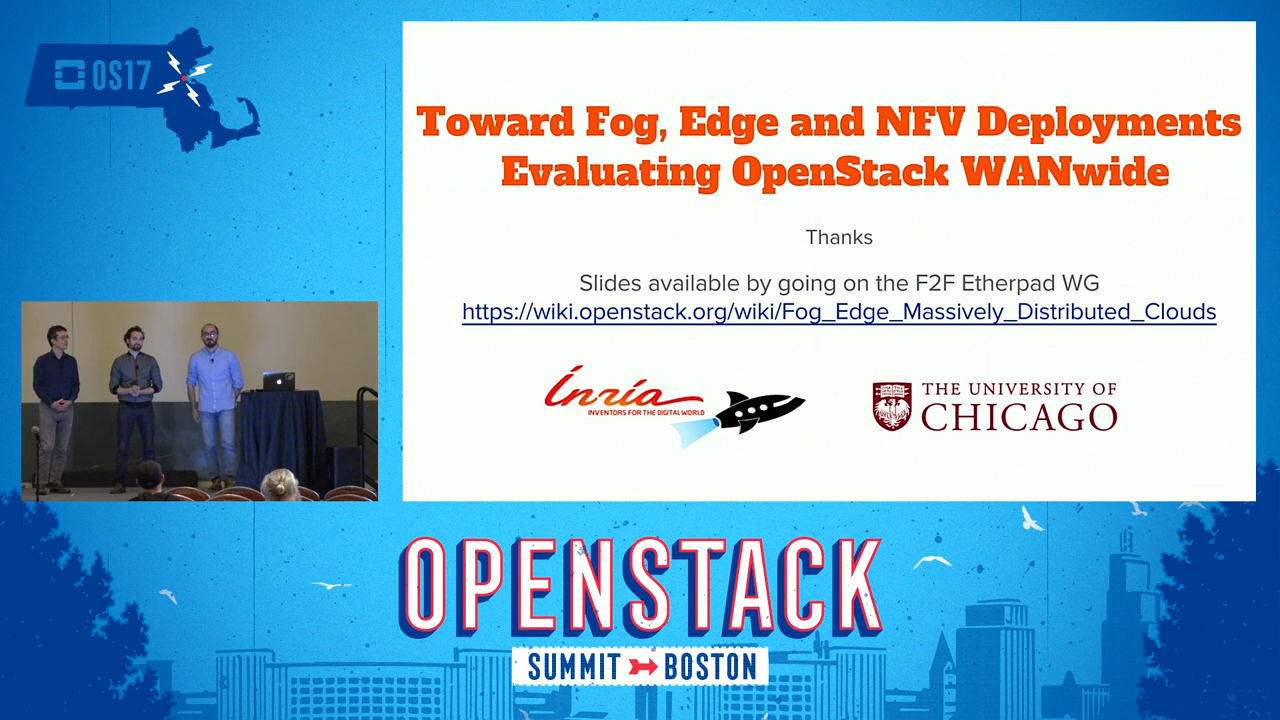 OS17
Toward Fog, Edge and NFV Deployments
Evaluating OpenStack WANwide
Thanks
Slides available by going on the F2F Etherpad WG
https://wiki.openstack.org/wiki/Fog_Edge_Massively_Distributed_Clouds
Inria
INVENTORS FOR THE DIGITAL WORLD
THE UNIVERSITY OF
CHICAGO
OPENSTACK
SUMMIT BOSTON